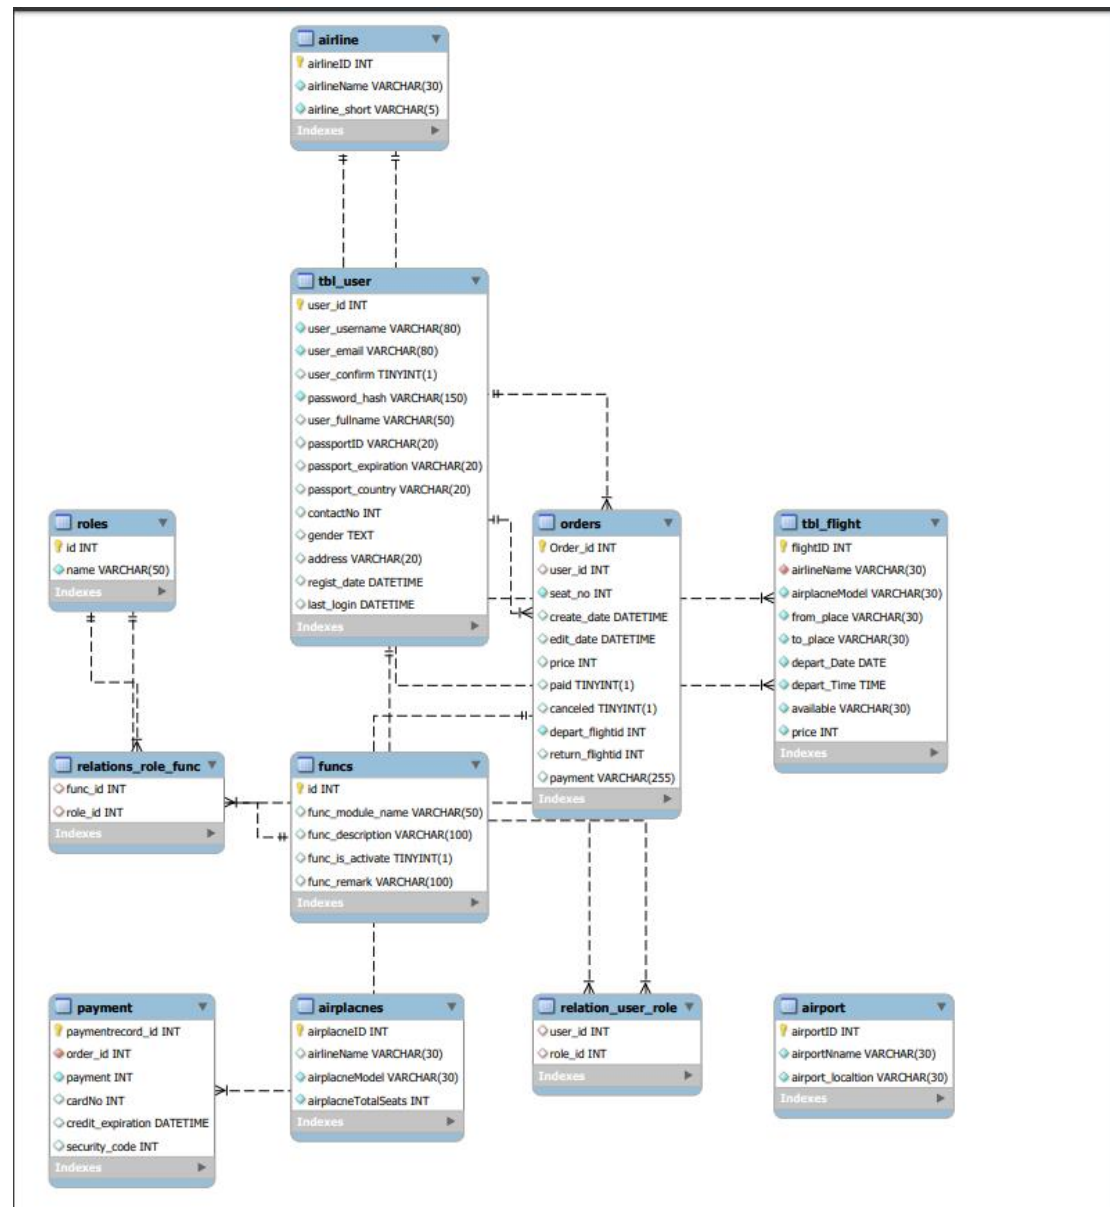 airline
airlineID INT
airlineName VARCHAR(30)
airline_short VARCHAR(5)
Indexes
tbl_user
user_id INT
user_username VARCHAR(80)
user_email VARCHAR(80)
user_confirm TINYINT(1)
password_hash VARCHAR(150)
user_fullname VARCHAR(50)
passportID VARCHAR(20)
passport_expiration VARCHAR(20)
passport_country VARCHAR(20)
contactNo INT
gender TEXT
address VARCHAR(20)
regist_date DATETIME
last_login DATETIME
Indexes
roles
id INT
name VARCHAR(50)
Indexes
orders
Order_id INT
user_id INT
seat_no INT
create_date DATETIME
edit_date DATETIME
price INT
paid TINYINT(1)
canceled TINYINT(1)
depart_flightid INT
return_flightid INT
payment VARCHAR(255)
Indexes
tbl_flight
flightID INT
airlineName VARCHAR(30)
airplacneModel VARCHAR(30)
from_place VARCHAR(30)
to_place VARCHAR(30)
depart_Date DATE
depart_Time TIME
available VARCHAR(30)
price INT
Indexes
relations_role_func
func_id INT
role_id INT
Indexes
funcs
id INT
func_module_name VARCHAR(50)
func_description VARCHAR(100)
func_is_activate TINYINT(1)
func_remark VARCHAR(100)
Indexes
payment
paymentrecord_id INT
order_id INT
payment INT
cardNo INT
credit_expiration DATETIME
security_code INT
Indexes
airplacnes
airplacneID INT
airlineName VARCHAR(30)
airplacneModel VARCHAR(30)
airplacneTotalSeats INT
Indexes
relation_user_role
user_id INT
role_id INT
Indexes
airport
airportID INT
airportNname VARCHAR(30)
airport_localtion VARCHAR(30)
Indexes